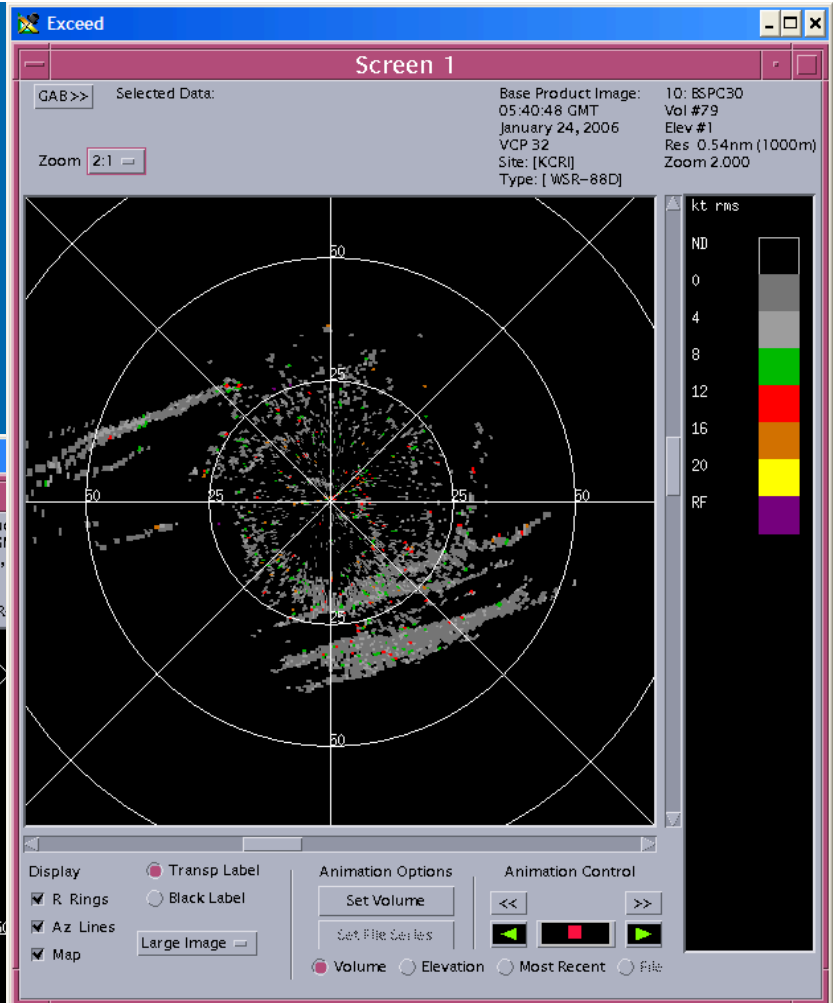 Exceed
Screen 1
GAB>>
Selected Data:
Base Product Image:
05:40:48 GMT
January 24, 2006
VCP 32
Site: [KCRI]
Type: [ WSR-88D]
10: BSPC30
Vol #79
Elev #1
Res 0.54nm (1000m)
Zoom 2.000
Zoom 2:1
kt rms
ND
0
4
8
12
16
20
RF
50
25
50 25 25 50
25
50
Display
R Rings
Az Lines
Map
Transp Label
Black Label
Large Image
Animation Options
Set Volume
Set File Series
Animation Control
<< >>
Volume Elevation Most Recent File